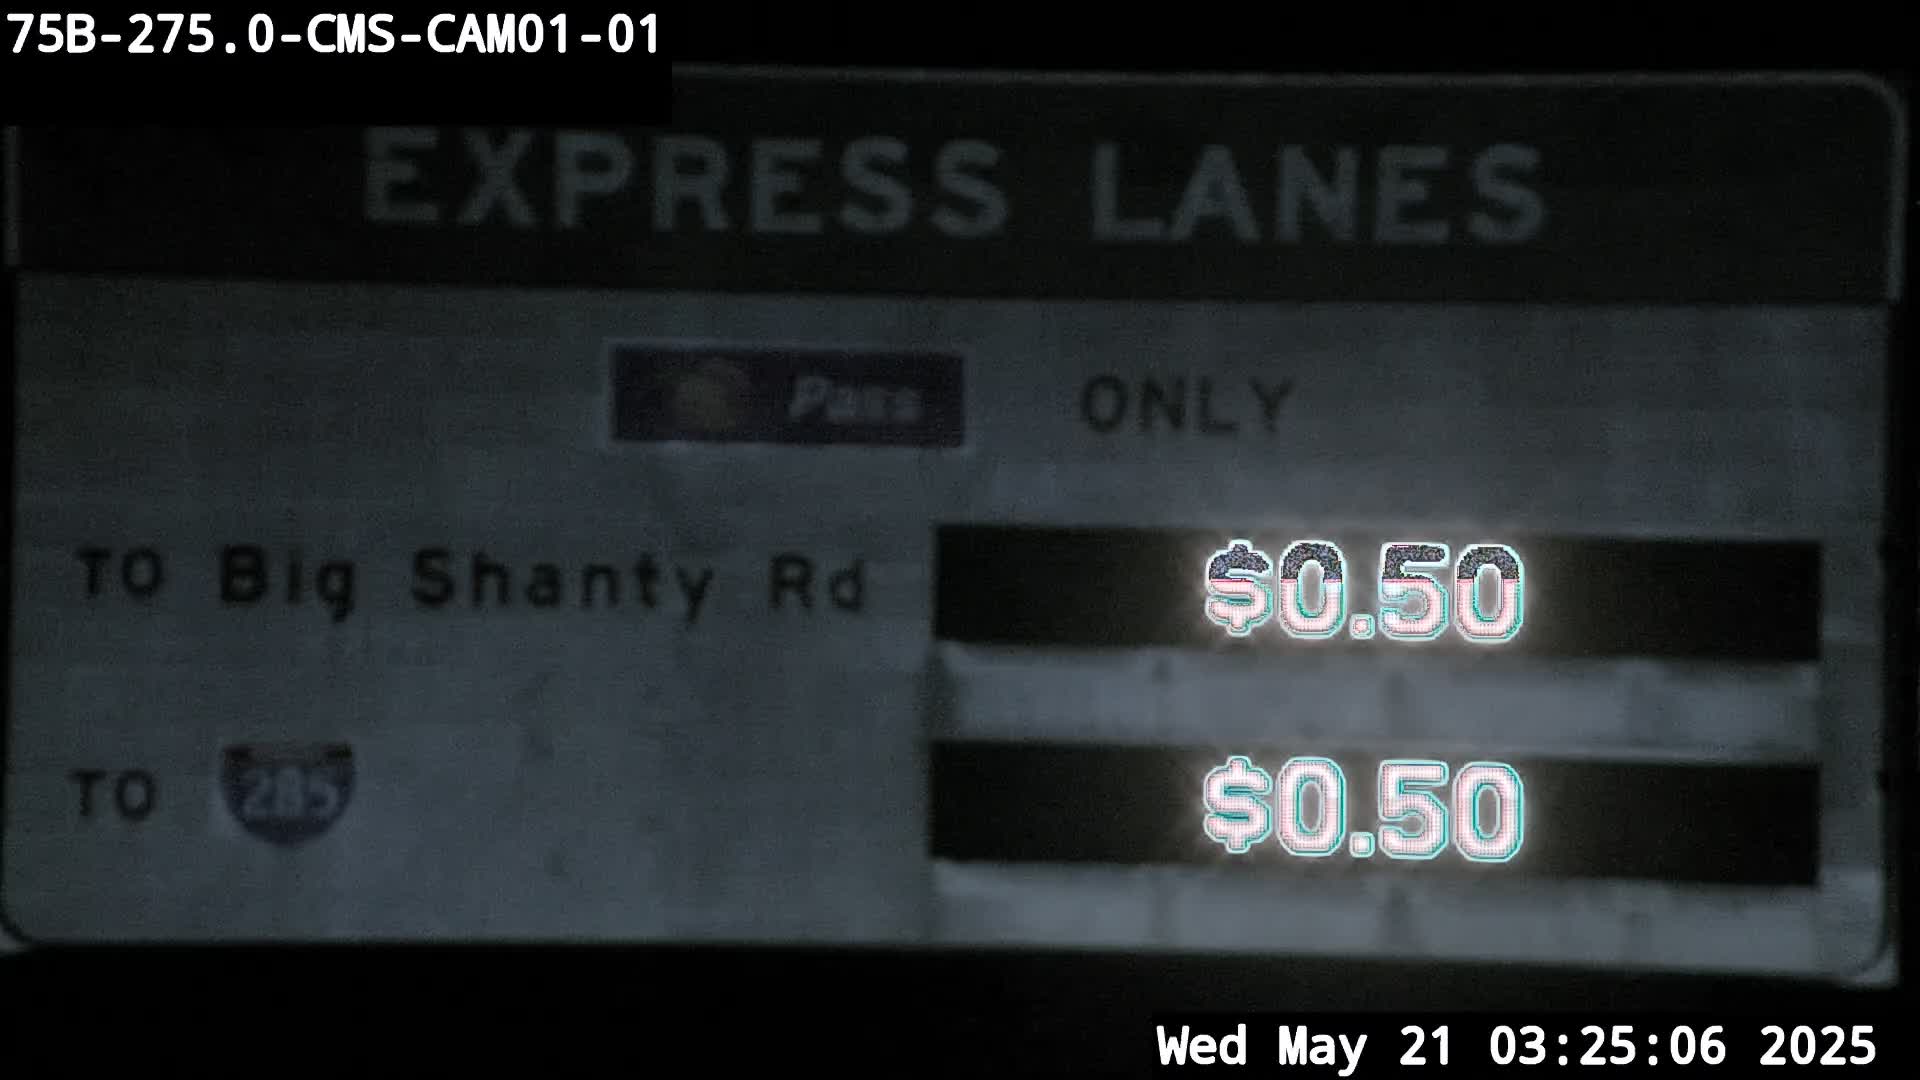 75B-275.0-CMS-CAM01-01
EXPRESS LANES
Pass ONLY
TO Big Shanty Rd $0.50
TO 285 $0.50
Wed May 21 03:25:06 2025